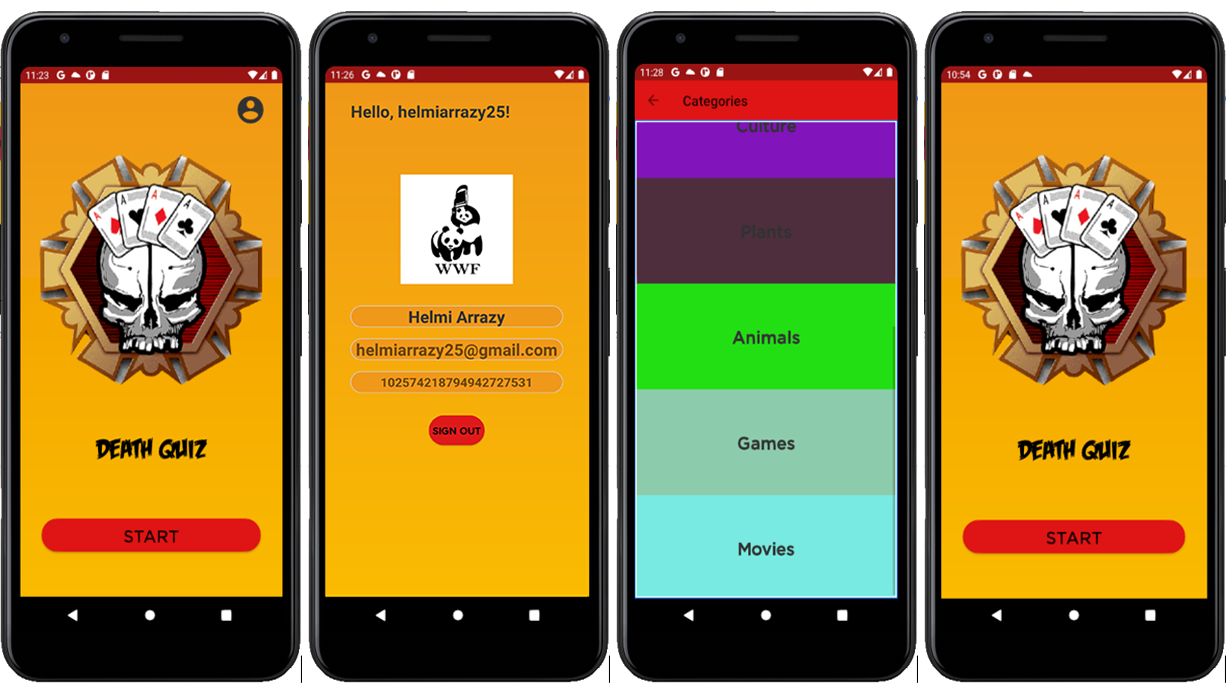 11:23
DEATH QUIZ
START
11:26
Hello, helmiarrazy25!
WWF
Helmi Arrazy
helmiarrazy25@gmail.com
102574218794942727531
SIGN OUT
11:28
Categories
Culture
Plants
Animals
Games
Movies
10:54
DEATH QUIZ
START